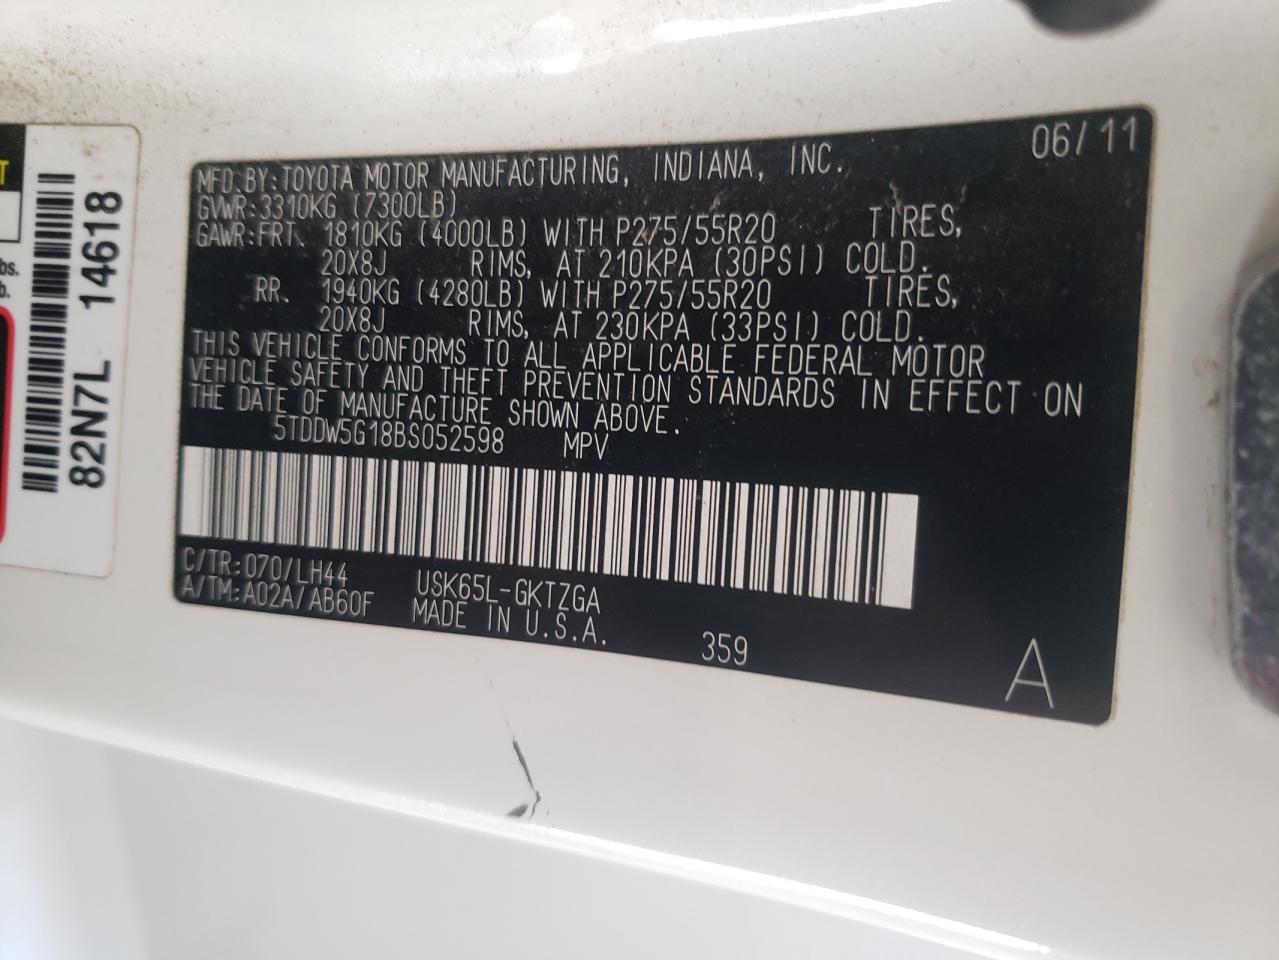 T
bs.
b.
82N7L 14618
06/11
MFD.BY:TOYOTA MOTOR MANUFACTURING, INDIANA, INC.
GVWR:3310KG (7300LB)
GAWR:FRT. 1810KG (4000LB) WITH P275/55R20 TIRES,
20X8J RIMS, AT 210KPA (30PSI) COLD.
RR. 1940KG (4280LB) WITH P275/55R20 TIRES,
20X8J RIMS, AT 230KPA (33PSI) COLD.
THIS VEHICLE CONFORMS TO ALL APPLICABLE FEDERAL MOTOR
VEHICLE SAFETY AND THEFT PREVENTION STANDARDS IN EFFECT ON
THE DATE OF MANUFACTURE SHOWN ABOVE.
5TDDW5G18BS052598 MPV
C/TR:070/LH44 USK65L-GKTZGA
A/TM:A02A/AB60F MADE IN U.S.A.
359
A